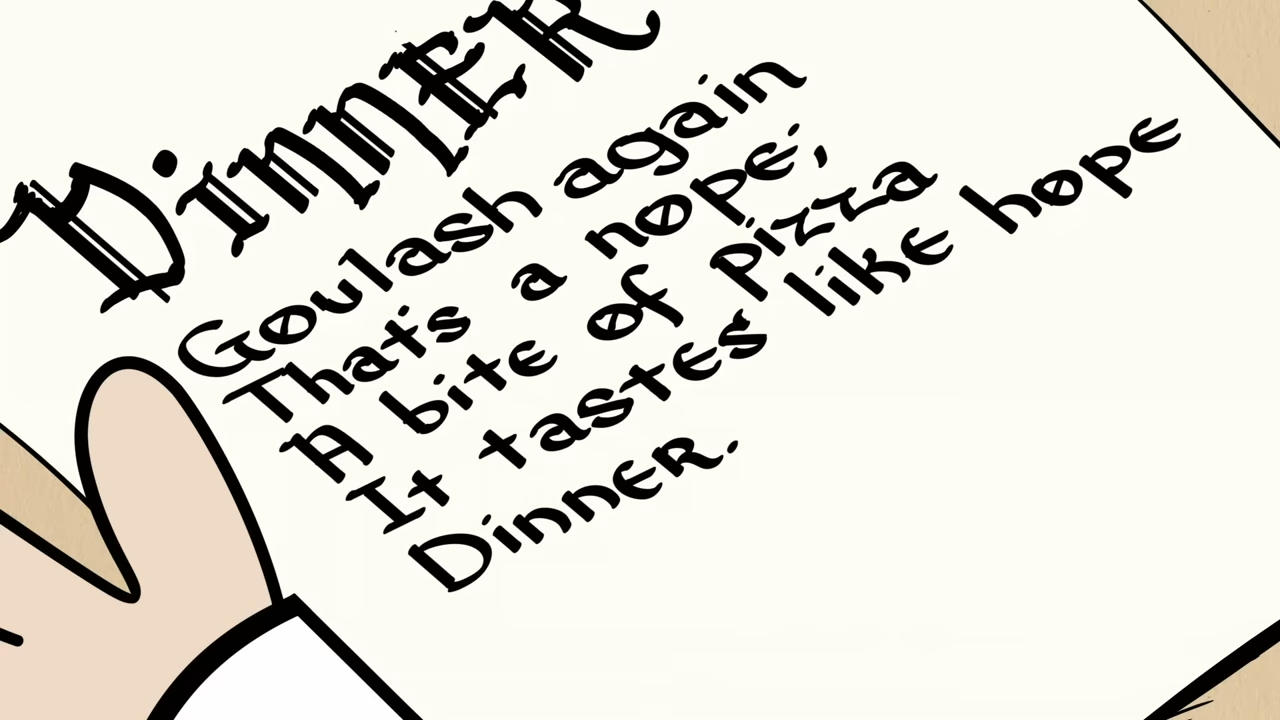 DinnER
Goulash again
That's a nope;
A bite of pizza
It tastes like hope
Dinner.